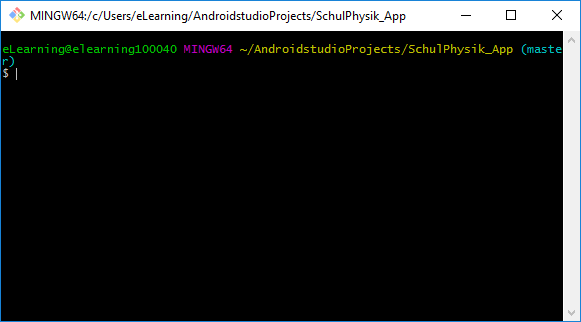 MINGW64:/c/Users/eLearning/AndroidstudioProjects/SchulPhysik_App
eLearning@elearning100040 MINGW64 ~/AndroidstudioProjects/SchulPhysik_App (maste
r)
$